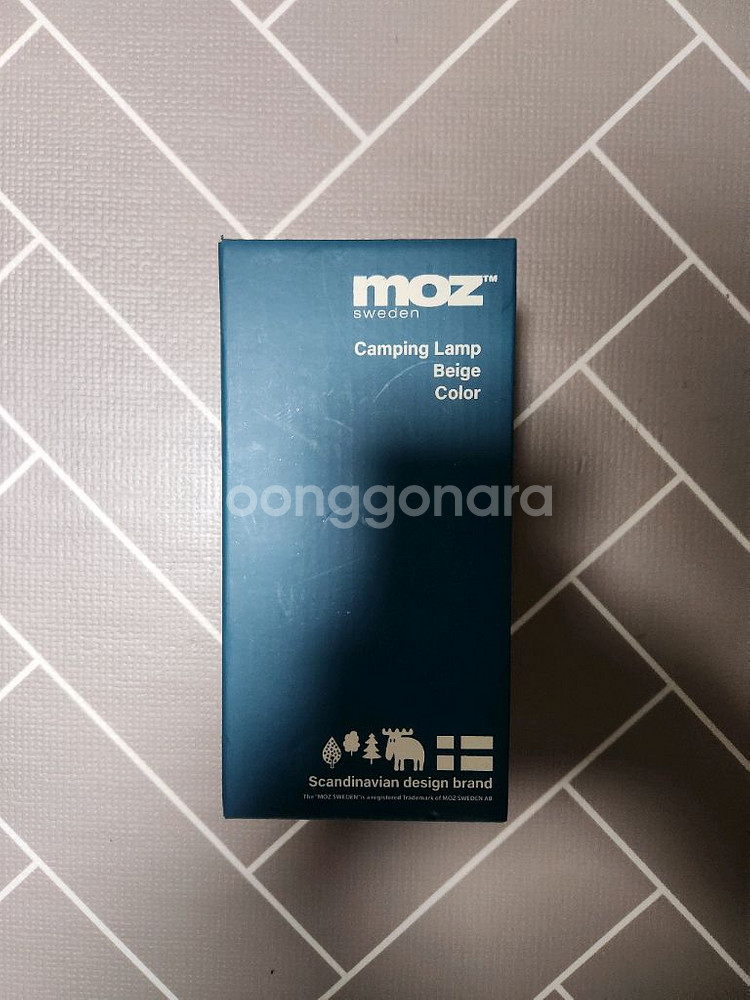 moz™
sweden
Camping Lamp
Beige
Color
joonggonara
Scandinavian design brand
The "MOZ SWEDEN" is a registered Trademark of MOZ SWEDEN AB